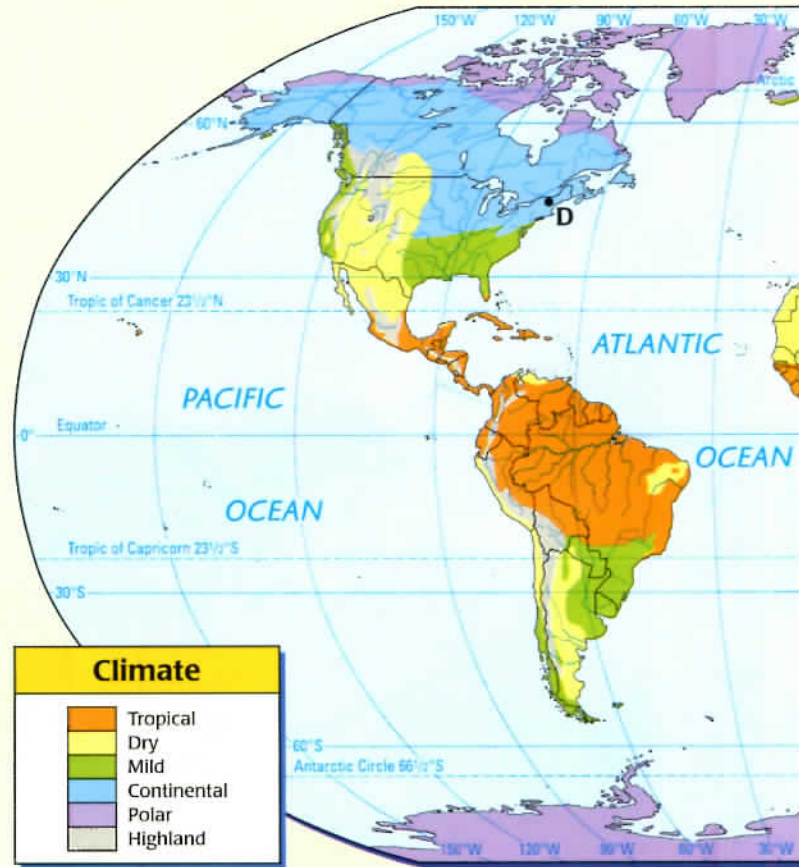 150°W 120°W 90°W 60°W 30°W
Arctic
60°N
D
30°N
Tropic of Cancer 23½°N
ATLANTIC
PACIFIC
Equator
0°
OCEAN
OCEAN
Tropic of Capricorn 23½°S
30°S
Climate
Tropical
Dry
Mild
Continental
Polar
Highland
60°S
Antarctic Circle 66½°S
150°W 120°W 90°W 60°W 30°W